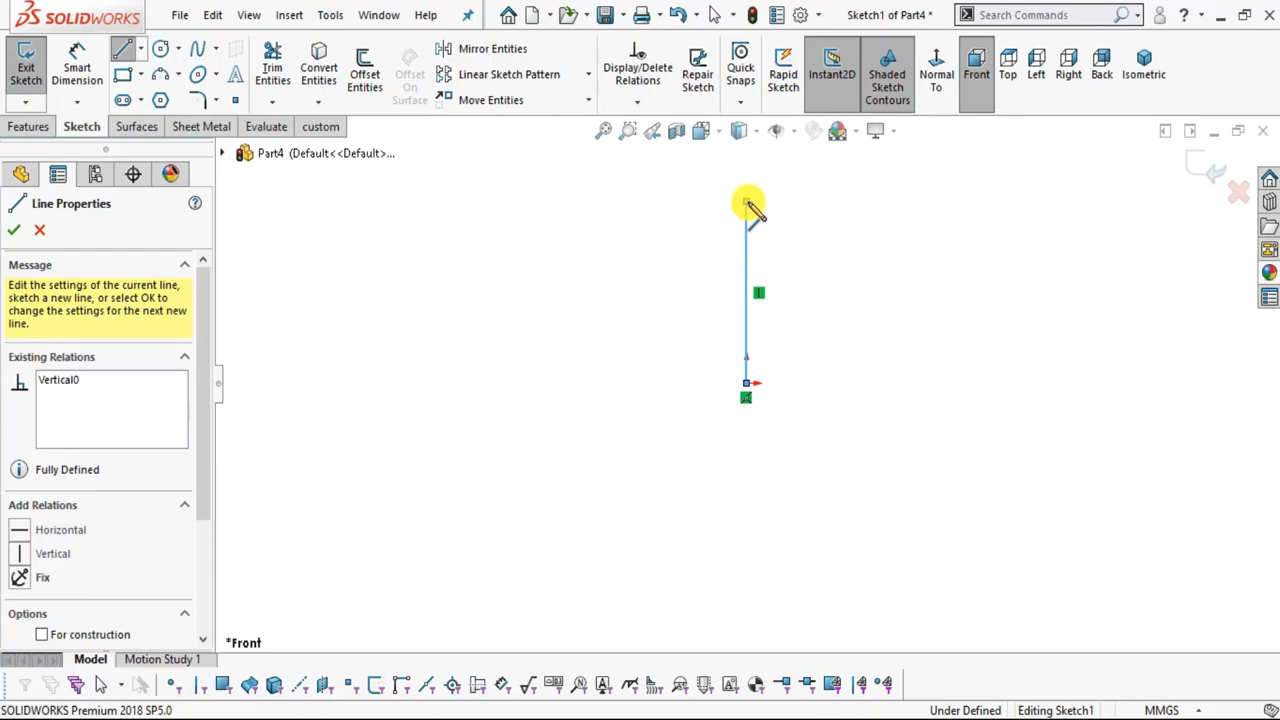 SOLIDWORKS
File Edit View Insert Tools Window Help
Sketch1 of Part4 *
Search Commands
Exit Sketch
Smart Dimension
Trim Entities
Convert Entities
Offset Entities
Offset On Surface
Mirror Entities
Linear Sketch Pattern
Move Entities
Display/Delete Relations
Repair Sketch
Quick Snaps
Rapid Sketch
Instant2D
Shaded Sketch Contours
Normal To
Front
Top
Left
Right
Back
Isometric
Features Sketch Surfaces Sheet Metal Evaluate custom
Part4 (Default<<Default>...
Line Properties
Message
Edit the settings of the current line,
sketch a new line, or select OK to
change the settings for the next new
line.
Existing Relations
Vertical0
Fully Defined
Add Relations
Horizontal
Vertical
Fix
Options
For construction
*Front
Model Motion Study 1
SOLIDWORKS Premium 2018 SP5.0
Under Defined Editing Sketch1 MMGS